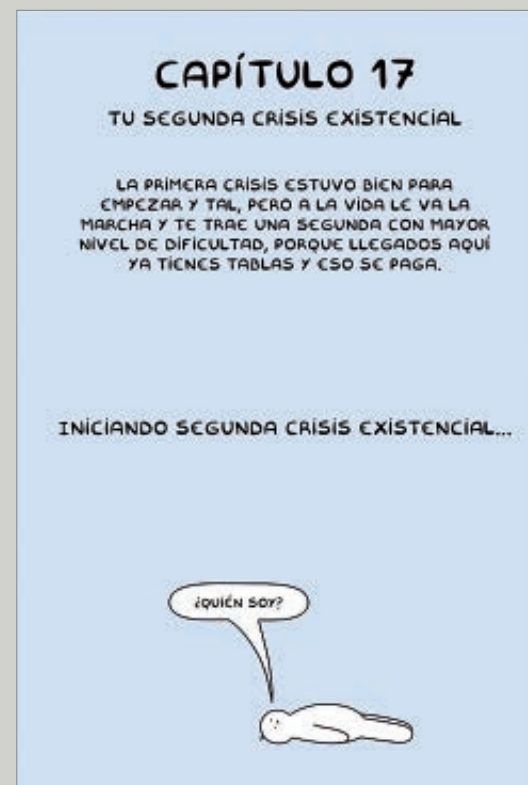 CAPÍTULO 17
TU SEGUNDA CRISIS EXISTENCIAL
LA PRIMERA CRISIS ESTUVO BIEN PARA
EMPEZAR Y TAL, PERO A LA VIDA LE VA LA
MARCHA Y TE TRAE UNA SEGUNDA CON MAYOR
NIVEL DE DIFICULTAD, PORQUE LLEGADOS AQUÍ
YA TIENES TABLAS Y ESO SE PAGA.
INICIANDO SEGUNDA CRISIS EXISTENCIAL...
¿QUIÉN SOY?